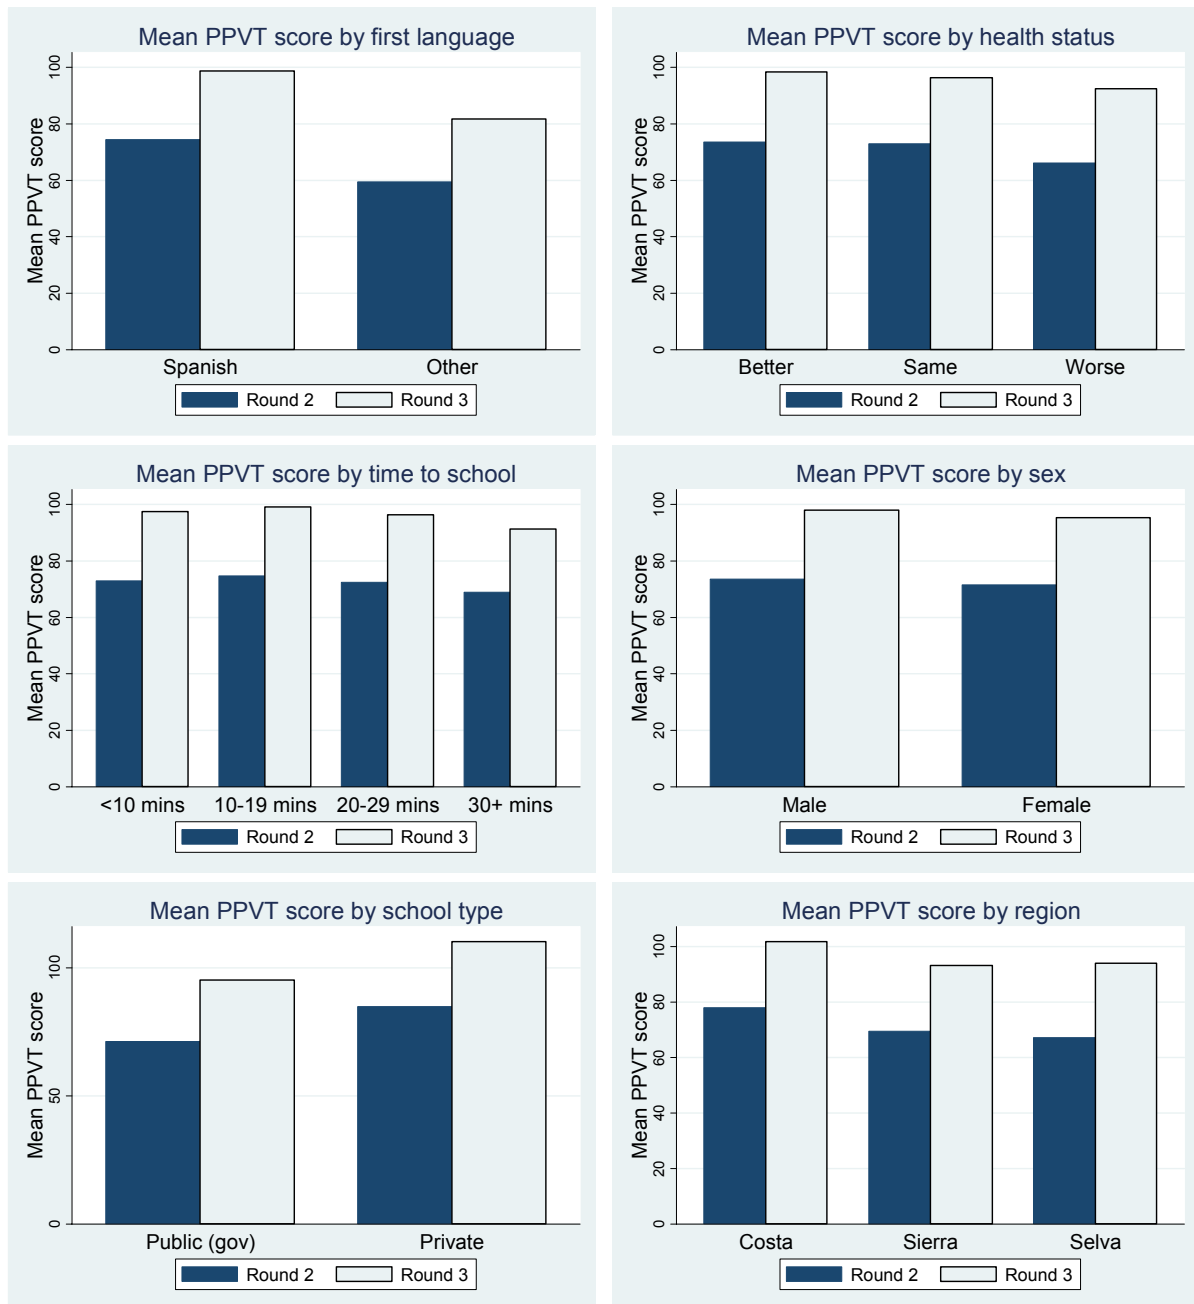 Mean PPVT score by first language
Mean PPVT score
100
80
60
40
20
0
Spanish Other
Round 2 Round 3
Mean PPVT score by health status
Mean PPVT score
100
80
60
40
20
0
Better Same Worse
Round 2 Round 3
Mean PPVT score by time to school
Mean PPVT score
100
80
60
40
20
0
<10 mins 10-19 mins 20-29 mins 30+ mins
Round 2 Round 3
Mean PPVT score by sex
Mean PPVT score
100
80
60
40
20
0
Male Female
Round 2 Round 3
Mean PPVT score by school type
Mean PPVT score
100
50
0
Public (gov) Private
Round 2 Round 3
Mean PPVT score by region
Mean PPVT score
100
80
60
40
20
0
Costa Sierra Selva
Round 2 Round 3